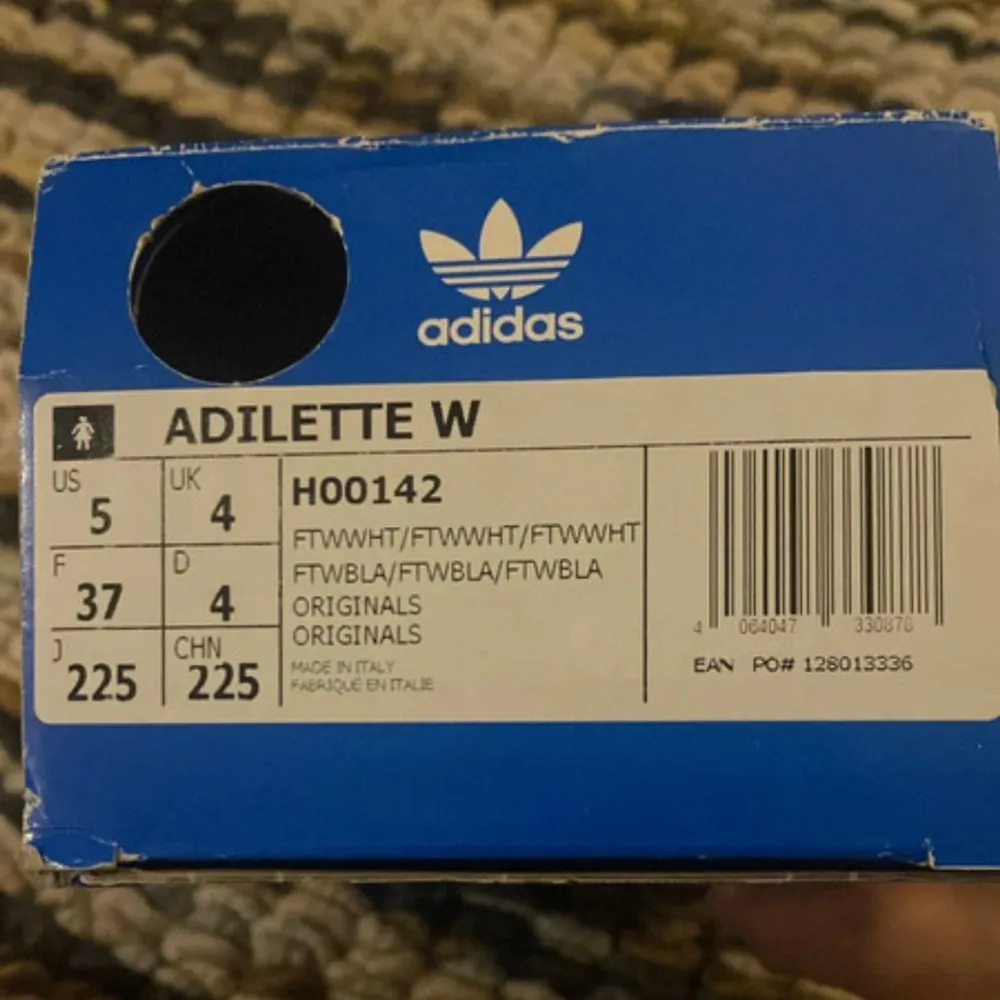 adidas
ADILETTE W
US 5 UK 4
F 37 D 4
J 225 CHN 225
H00142
FTWWHT/FTWWHT/FTWWHT
FTWBLA/FTWBLA/FTWBLA
ORIGINALS
ORIGINALS
MADE IN ITALY
FABRIQUÉ EN ITALIE
4 064047 330878
EAN PO# 128013336